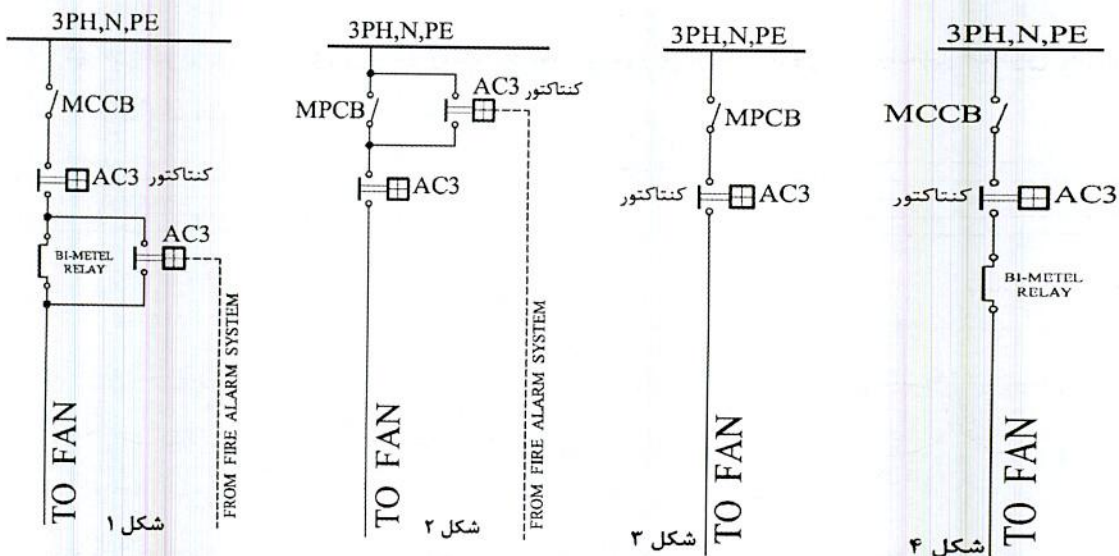 3PH,N,PE
MCCB
AC3 کنتاکتور
AC3
BI-METEL
RELAY
FROM FIRE ALARM SYSTEM
TO FAN
شکل ۱
3PH,N,PE
AC3 کنتاکتور
MPCB
AC3
FROM FIRE ALARM SYSTEM
TO FAN
شکل ۲
3PH,N,PE
MPCB
کنتاکتور AC3
TO FAN
شکل ۳
3PH,N,PE
MCCB
کنتاکتور AC3
BI-METEL
RELAY
TO FAN
شکل ۴